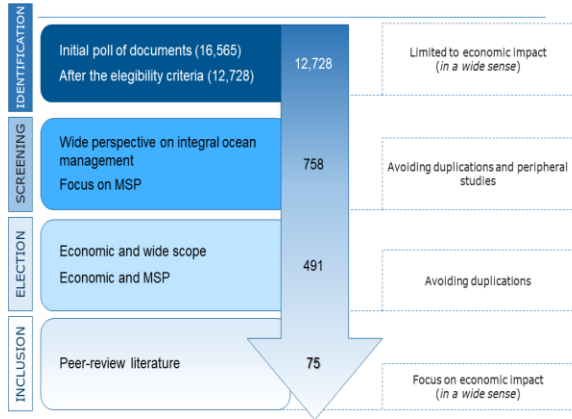 IDENTIFICATION
Initial poll of documents (16,565)
After the elegibility criteria (12,728)
12,728
Limited to economic impact
(in a wide sense)
SCREENING
Wide perspective on integral ocean
management
Focus on MSP
758
Avoiding duplications and peripheral
studies
ELECTION
Economic and wide scope
Economic and MSP
491
Avoiding duplications
INCLUSION
Peer-review literature
75
Focus on economic impact
(in a wide sense)